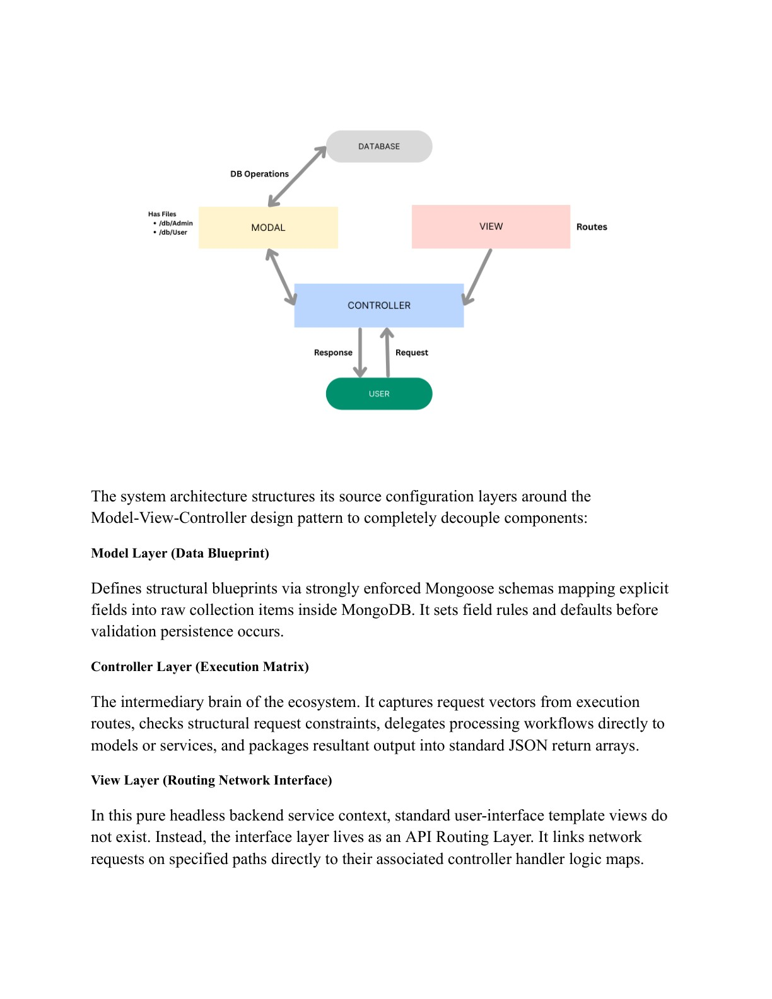 DATABASE
DB Operations
Has Files
• /db/Admin
• /db/User
MODAL
VIEW
Routes
CONTROLLER
Response
Request
USER
The system architecture structures its source configuration layers around the
Model-View-Controller design pattern to completely decouple components:
Model Layer (Data Blueprint)
Defines structural blueprints via strongly enforced Mongoose schemas mapping explicit
fields into raw collection items inside MongoDB. It sets field rules and defaults before
validation persistence occurs.
Controller Layer (Execution Matrix)
The intermediary brain of the ecosystem. It captures request vectors from execution
routes, checks structural request constraints, delegates processing workflows directly to
models or services, and packages resultant output into standard JSON return arrays.
View Layer (Routing Network Interface)
In this pure headless backend service context, standard user-interface template views do
not exist. Instead, the interface layer lives as an API Routing Layer. It links network
requests on specified paths directly to their associated controller handler logic maps.